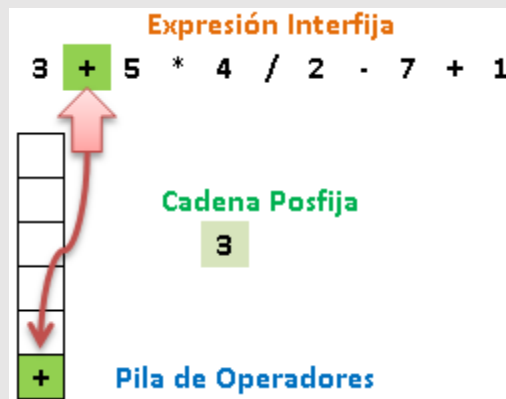 Expresión Interfija
3 + 5 * 4 / 2 - 7 + 1
Cadena Posfija
3
+
Pila de Operadores